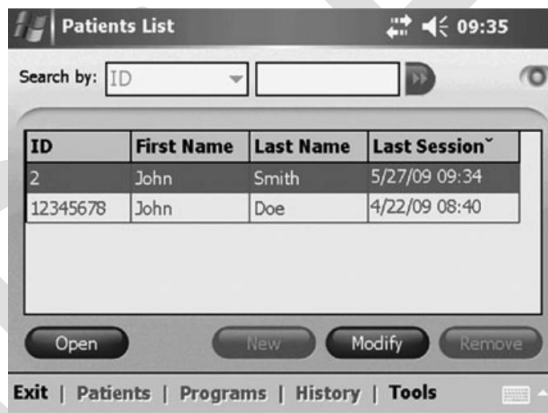 Patients List 09:35
Search by: ID
ID First Name Last Name Last Session
2 John Smith 5/27/09 09:34
12345678 John Doe 4/22/09 08:40
Open New Modify Remove
Exit | Patients | Programs | History | Tools